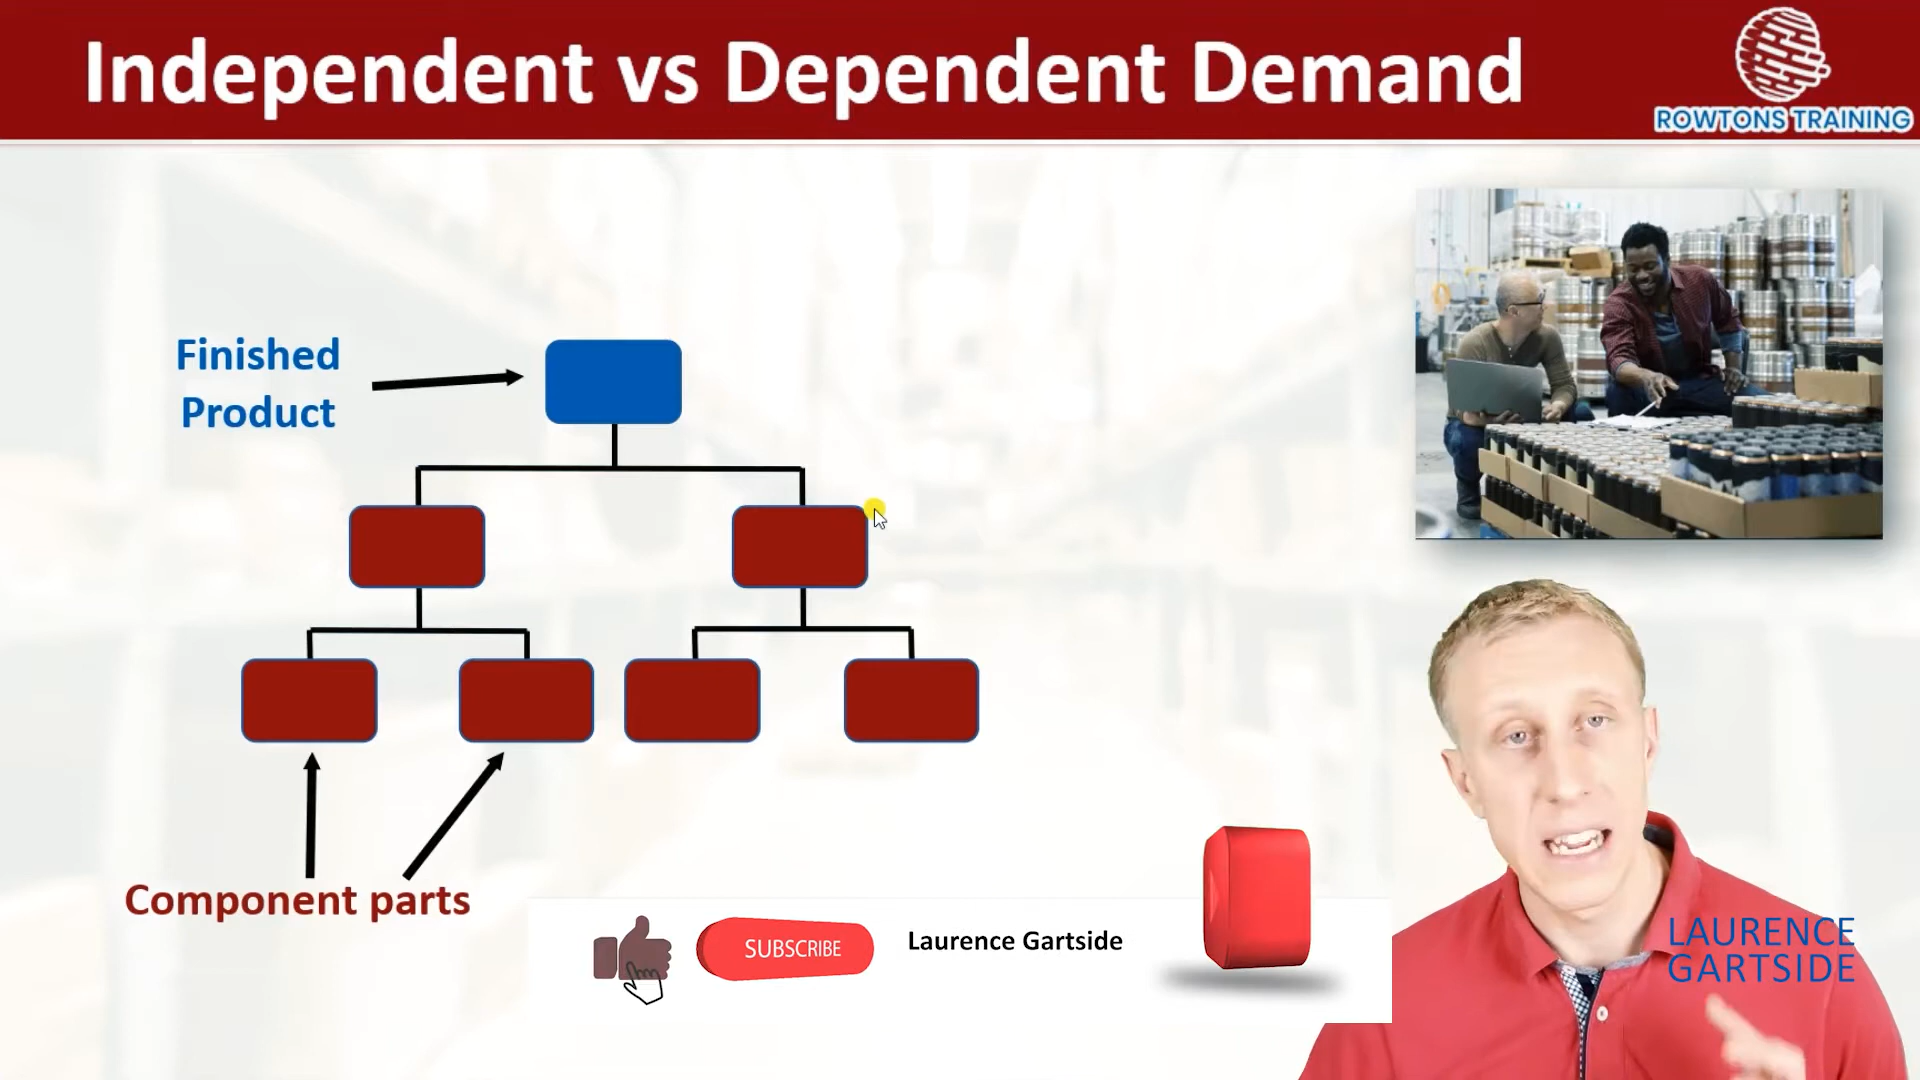 Independent vs Dependent Demand
ROWTONS TRAINING
Finished
Product
Component parts
SUBSCRIBE
Laurence Gartside
LAURENCE
GARTSIDE